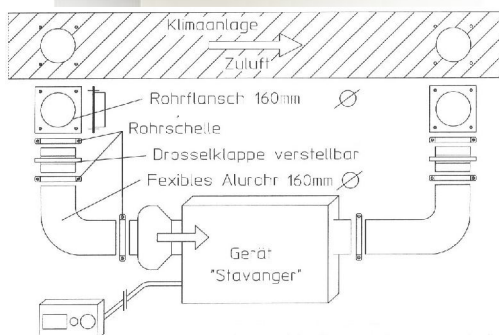 Klimaanlage
Zuluft
Rohrflansch 160mm ⌀
Rohrschelle
Drosselklappe verstellbar
Fexibles Alurohr 160mm ⌀
Gerät
"Stavanger"